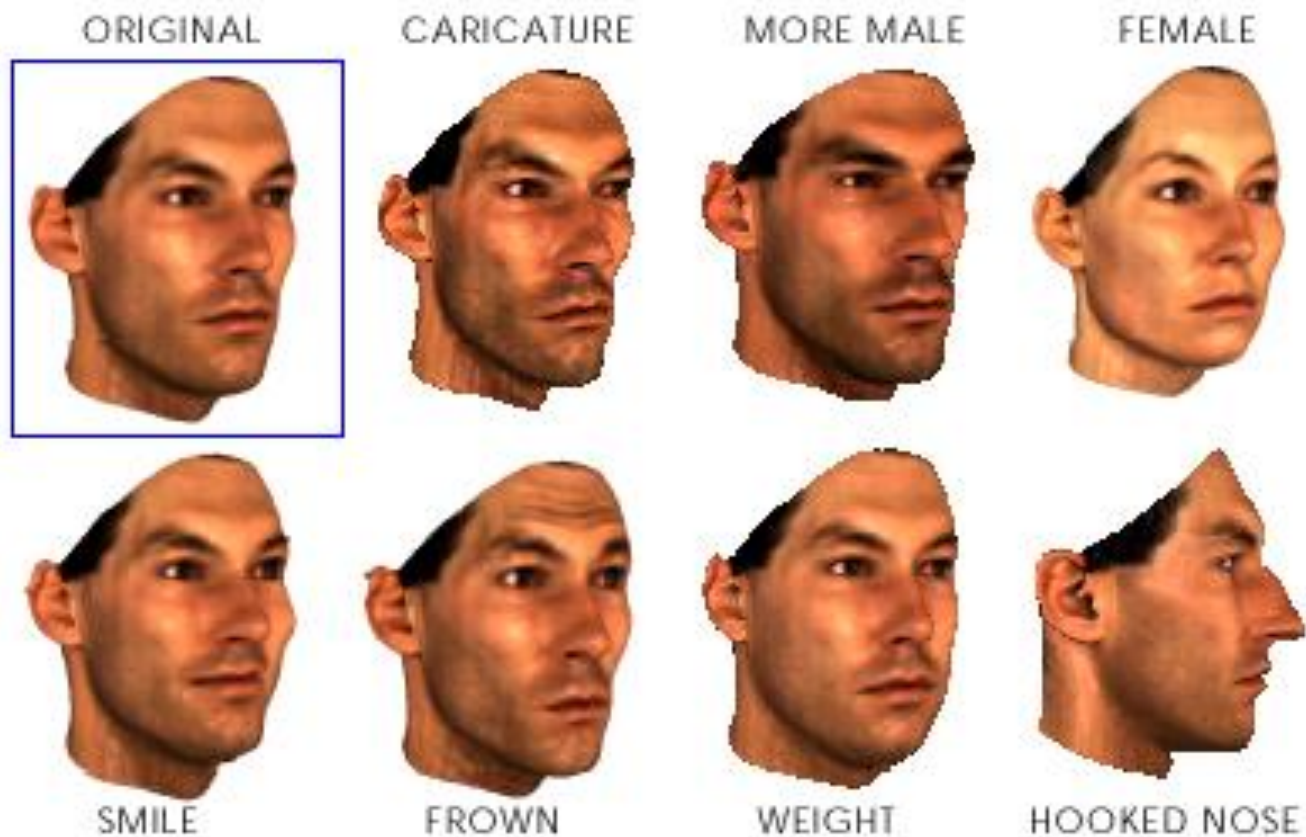 ORIGINAL
CARICATURE
MORE MALE
FEMALE
SMILE
FROWN
WEIGHT
HOOKED NOSE